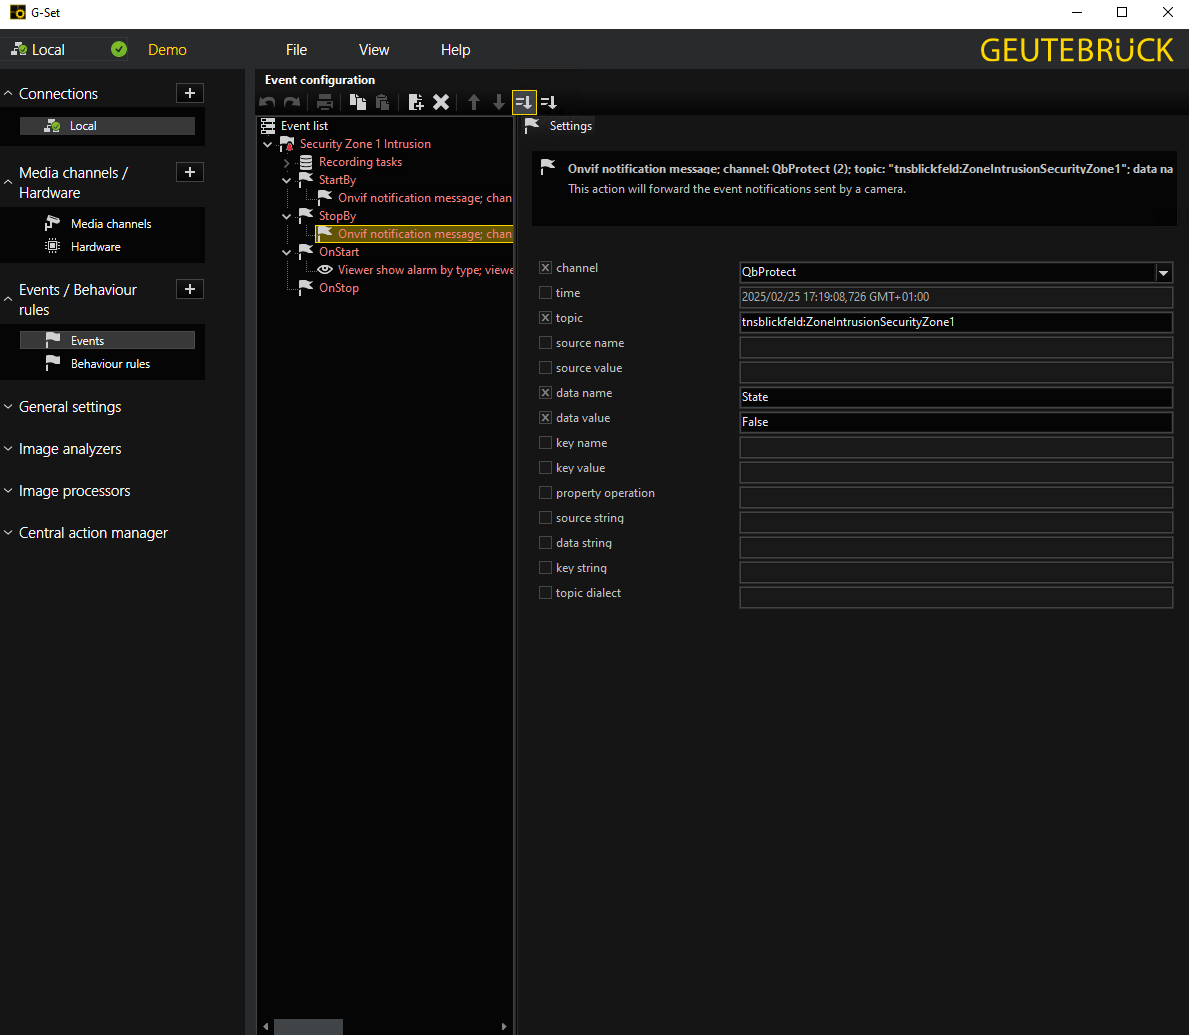 G-Set
Local
Demo
File
View
Help
GEUTEBRÜCK
Connections
Local
Media channels /
Hardware
Media channels
Hardware
Events / Behaviour
rules
Events
Behaviour rules
General settings
Image analyzers
Image processors
Central action manager
Event configuration
Event list
Security Zone 1 Intrusion
Recording tasks
StartBy
Onvif notification message; chan
StopBy
Onvif notification message; chan
OnStart
Viewer show alarm by type; viewe
OnStop
Settings
Onvif notification message; channel: QbProtect (2); topic: "tnsblickfeld:ZoneIntrusionSecurityZone1"; data na
This action will forward the event notifications sent by a camera.
channel QbProtect
time 2025/02/25 17:19:08,726 GMT+01:00
topic tnsblickfeld:ZoneIntrusionSecurityZone1
source name
source value
data name State
data value False
key name
key value
property operation
source string
data string
key string
topic dialect